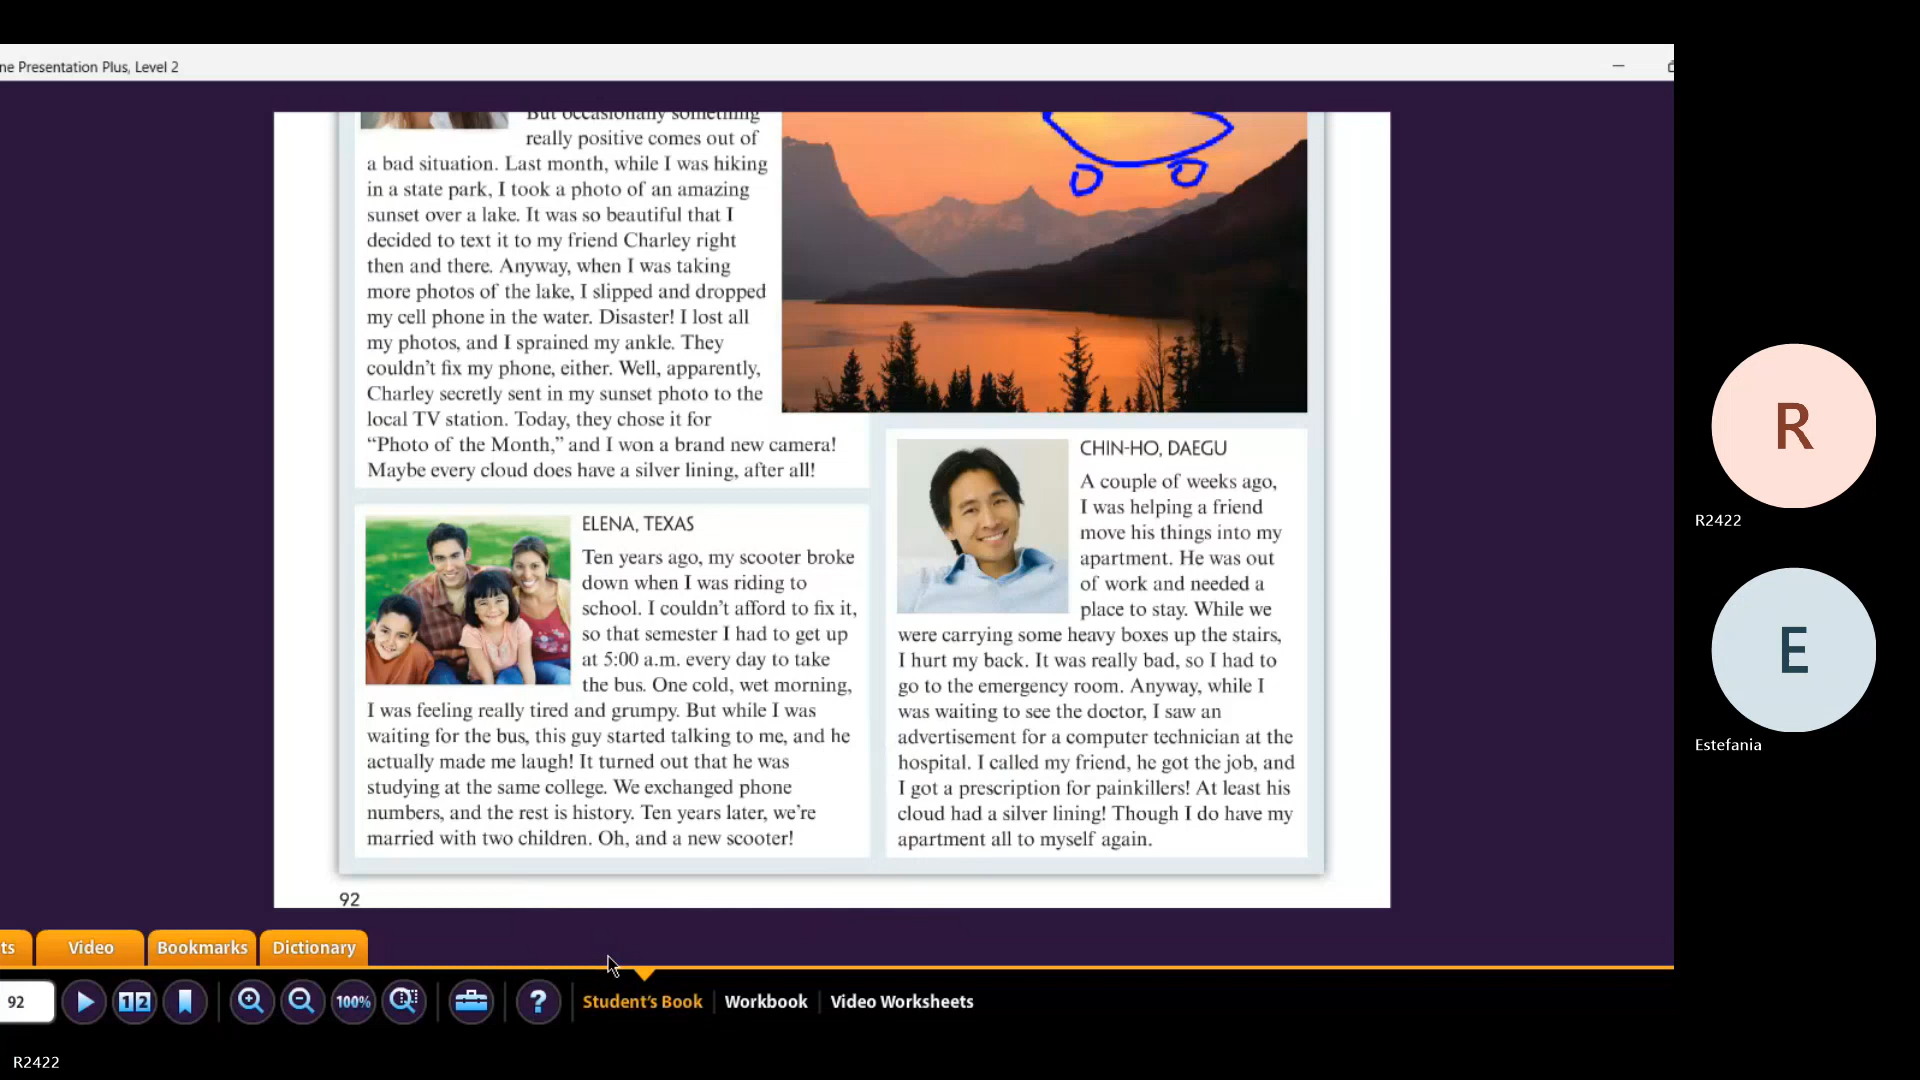 ne Presentation Plus, Level 2
But occasionally something
really positive comes out of
a bad situation. Last month, while I was hiking
in a state park, I took a photo of an amazing
sunset over a lake. It was so beautiful that I
decided to text it to my friend Charley right
then and there. Anyway, when I was taking
more photos of the lake, I slipped and dropped
my cell phone in the water. Disaster! I lost all
my photos, and I sprained my ankle. They
couldn't fix my phone, either. Well, apparently,
Charley secretly sent in my sunset photo to the
local TV station. Today, they chose it for
“Photo of the Month,” and I won a brand new camera!
Maybe every cloud does have a silver lining, after all!
ELENA, TEXAS
Ten years ago, my scooter broke
down when I was riding to
school. I couldn't afford to fix it,
so that semester I had to get up
at 5:00 a.m. every day to take
the bus. One cold, wet morning,
I was feeling really tired and grumpy. But while I was
waiting for the bus, this guy started talking to me, and he
actually made me laugh! It turned out that he was
studying at the same college. We exchanged phone
numbers, and the rest is history. Ten years later, we're
married with two children. Oh, and a new scooter!
CHIN-HO, DAEGU
A couple of weeks ago,
I was helping a friend
move his things into my
apartment. He was out
of work and needed a
place to stay. While we
were carrying some heavy boxes up the stairs,
I hurt my back. It was really bad, so I had to
go to the emergency room. Anyway, while I
was waiting to see the doctor, I saw an
advertisement for a computer technician at the
hospital. I called my friend, he got the job, and
I got a prescription for painkillers! At least his
cloud had a silver lining! Though I do have my
apartment all to myself again.
92
ts
Video
Bookmarks
Dictionary
92
12
100%
?
Student's Book
Workbook
Video Worksheets
R
R2422
E
Estefania
R2422